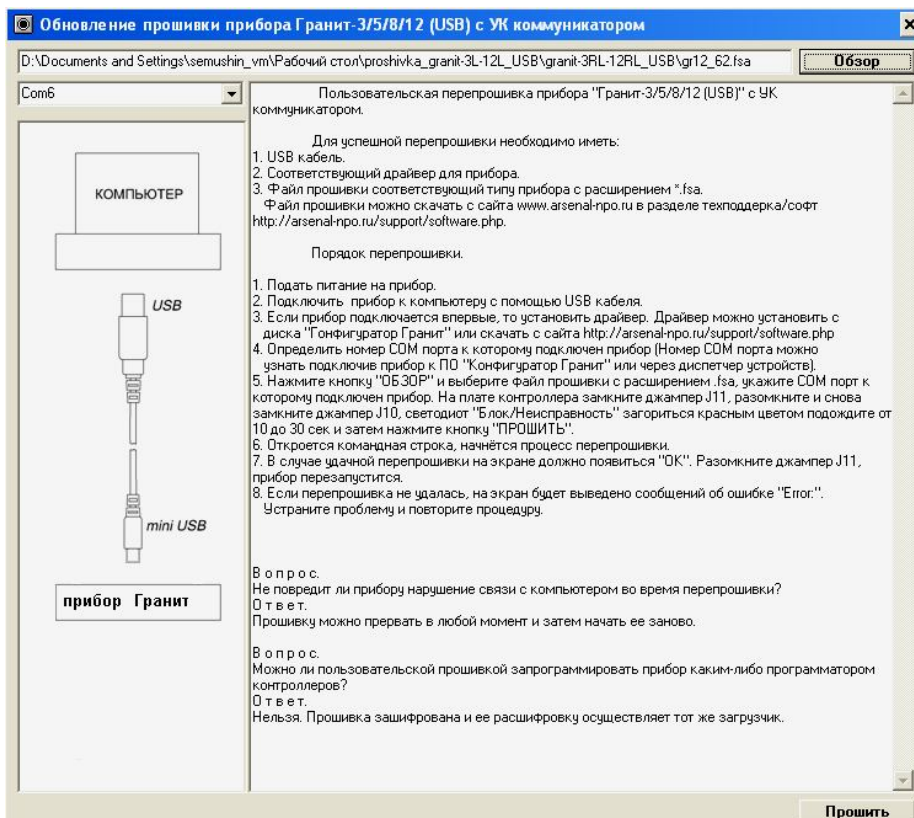 Обновление прошивки прибора Гранит-3/5/8/12 (USB) с УК коммуникатором
D:\Documents and Settings\semushin_vm\Рабочий стол\proshivka_granit-3L-12L_USB\granit-3RL-12RL_USB\gr12_62.fsa
Обзор
Com6
КОМПЬЮТЕР
USB
mini USB
прибор Гранит
Пользовательская перепрошивка прибора "Гранит-3/5/8/12 (USB)" с УК
коммуникатором.
Для успешной перепрошивки необходимо иметь:
1. USB кабель.
2. Соответствующий драйвер для прибора.
3. Файл прошивки соответствующий типу прибора с расширением *.fsa.
Файл прошивки можно скачать с сайта www.arsenal-npo.ru в разделе техподдерка/софт
http://arsenal-npo.ru/support/software.php.
Порядок перепрошивки.
1. Подать питание на прибор.
2. Подключить прибор к компьютеру с помощью USB кабеля.
3. Если прибор подключается впервые, то установить драйвер. Драйвер можно установить с
диска "Гонфигуратор Гранит" или скачать с сайта http://arsenal-npo.ru/support/software.php
4. Определить номер COM порта к которому подключен прибор (Номер COM порта можно
узнать подключив прибор к ПО "Конфигуратор Гранит" или через диспетчер устройств).
5. Нажмите кнопку "ОБЗОР" и выберите файл прошивки с расширением .fsa, укажите COM порт к
которому подключен прибор. На плате контроллера замкните джампер J11, разомкните и снова
замкните джампер J10, светодиот "Блок/Неисправность" загориться красным цветом подождите от
10 до 30 сек и затем нажмите кнопку "ПРОШИТЬ".
6. Откроется командная строка, начнётся процесс перепрошивки.
7. В случае удачной перепрошивки на экране должно появиться "OK". Разомкните джампер J11,
прибор перезапустится.
8. Если перепрошивка не удалась, на экран будет выведено сообщений об ошибке "Error:".
Устраните проблему и повторите процедуру.
В о п р о с.
Не повредит ли прибору нарушение связи с компьютером во время перепрошивки?
О т в е т.
Прошивку можно прервать в любой момент и затем начать ее заново.
В о п р о с.
Можно ли пользовательской прошивкой запрограммировать прибор каким-либо программатором
контроллеров?
О т в е т.
Нельзя. Прошивка зашифрована и ее расшифровку осуществляет тот же загрузчик.
Прошить